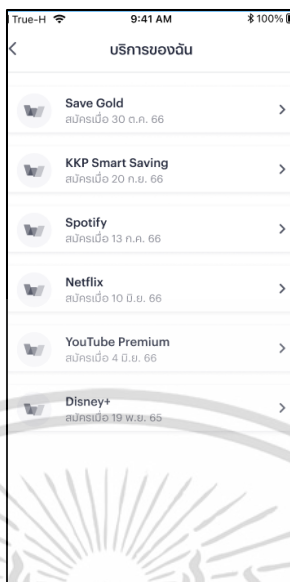 True-H 9:41 AM 100%
บริการของฉัน
Save Gold
สมัครเมื่อ 30 ต.ค. 66
KKP Smart Saving
สมัครเมื่อ 20 ก.ย. 66
Spotify
สมัครเมื่อ 13 ก.ค. 66
Netflix
สมัครเมื่อ 10 มิ.ย. 66
YouTube Premium
สมัครเมื่อ 4 มิ.ย. 66
Disney+
สมัครเมื่อ 19 พ.ย. 65